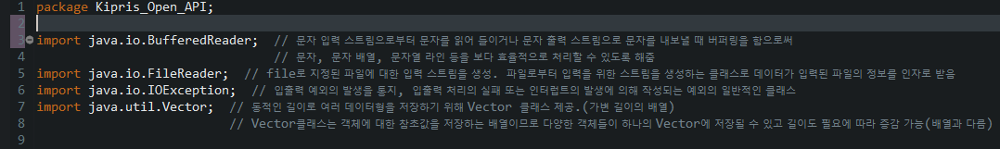 1 package Kipris_Open_API;
2
3 import java.io.BufferedReader;  // 문자 입력 스트림으로부터 문자를 읽어 들이거나 문자 출력 스트림으로 문자를 내보낼 때 버퍼링을 함으로써
4 // 문자, 문자 배열, 문자열 라인 등을 보다 효율적으로 처리할 수 있도록 해줌
5 import java.io.FileReader;  // file로 지정된 파일에 대한 입력 스트림을 생성. 파일로부터 입력을 위한 스트림을 생성하는 클래스로 데이터가 입력된 파일의 정보를 인자로 받음
6 import java.io.IOException;  // 입출력 예외의 발생을 통지, 입출력 처리의 실패 또는 인터럽트의 발생에 의해 작성되는 예외의 일반적인 클래스
7 import java.util.Vector;  // 동적인 길이로 여러 데이터형을 저장하기 위해 Vector 클래스 제공.(가변 길이의 배열)
8 // Vector클래스는 객체에 대한 참조값을 저장하는 배열이므로 다양한 객체들이 하나의 Vector에 저장될 수 있고 길이도 필요에 따라 증감 가능(배열과 다름)
9